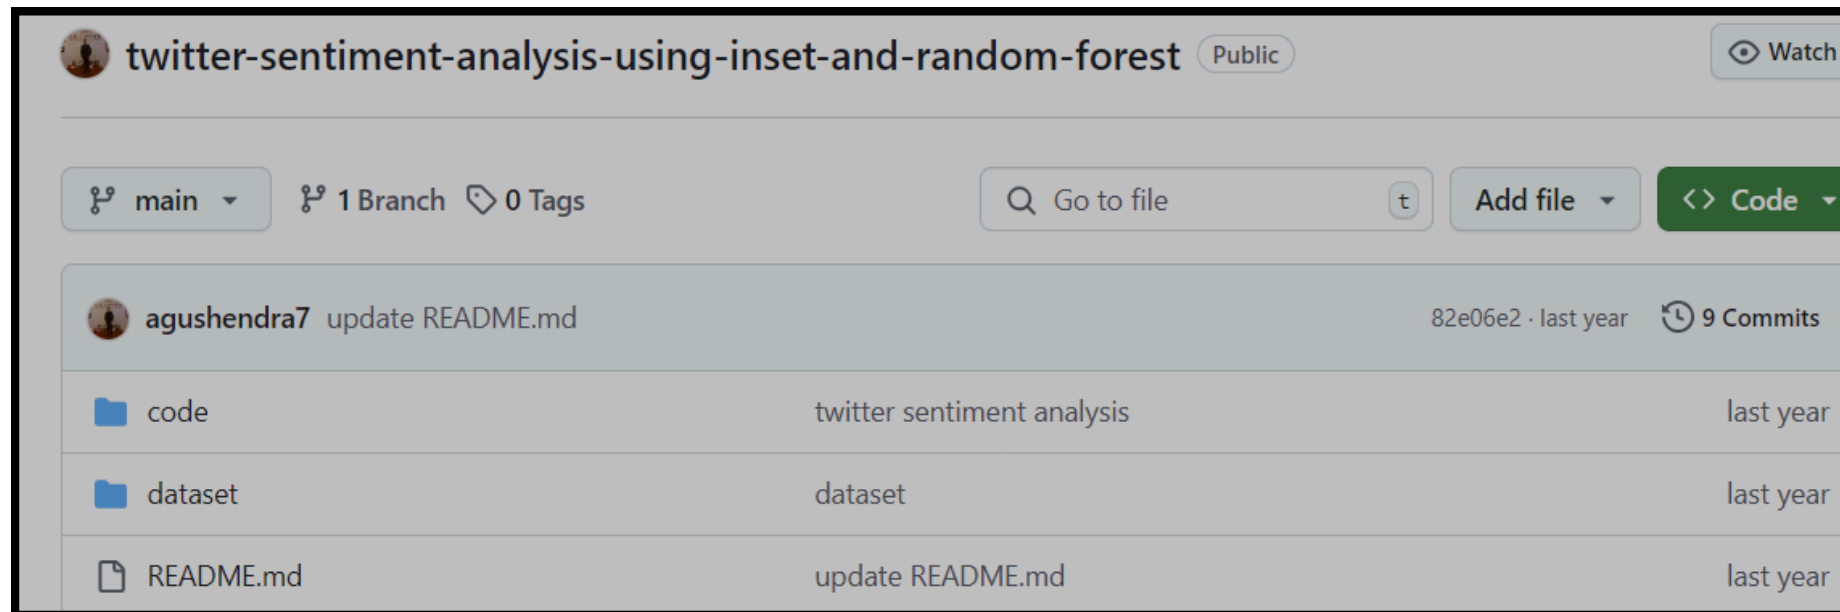 twitter-sentiment-analysis-using-inset-and-random-forest Public Watch
main 1 Branch 0 Tags Go to file t Add file Code
agushendra7 update README.md 82e06e2 · last year 9 Commits
code twitter sentiment analysis last year
dataset dataset last year
README.md update README.md last year